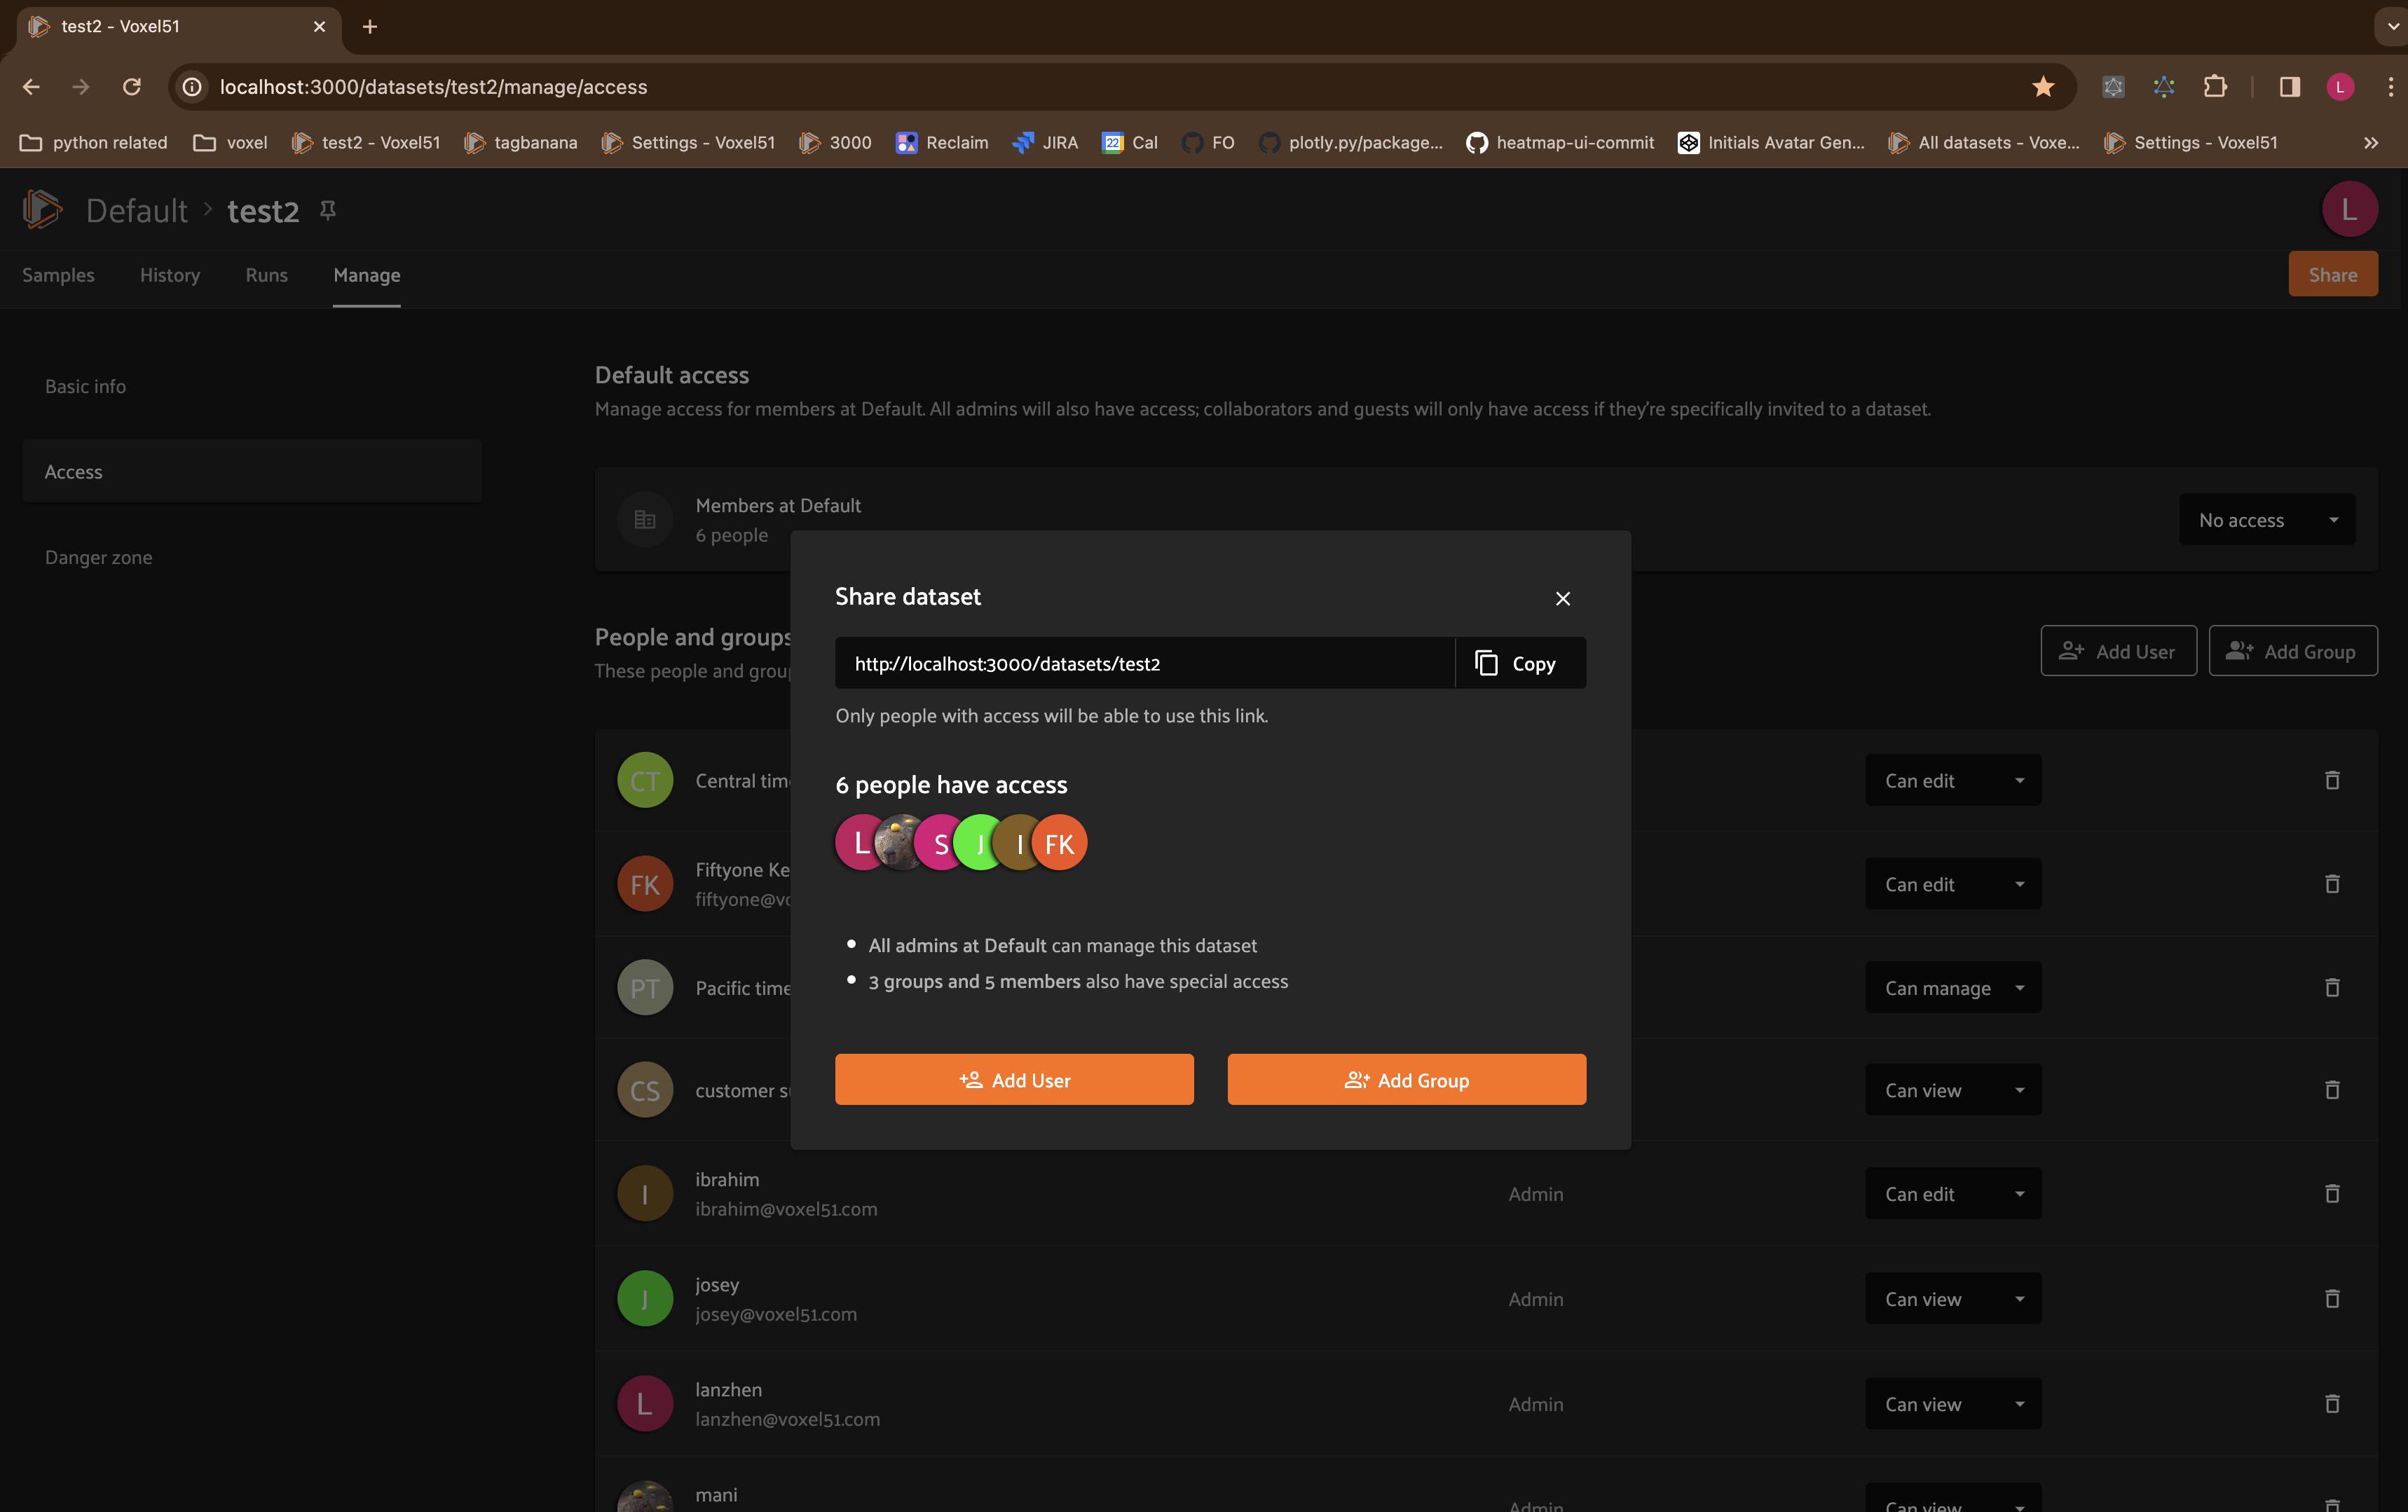 test2 - Voxel51
localhost:3000/datasets/test2/manage/access
L
python related voxel test2 - Voxel51 tagbanana Settings - Voxel51 3000 Reclaim 22 JIRA Cal FO plotly.py/package... heatmap-ui-commit Initials Avatar Gen... All datasets - Voxe... Settings - Voxel51
Default > test2
L
Samples History Runs Manage Share
Basic info
Access
Danger zone
Default access
Manage access for members at Default. All admins will also have access; collaborators and guests will only have access if they're specifically invited to a dataset.
Members at Default
6 people
No access
People and groups
These people and grou
Add User Add Group
Share dataset
http://localhost:3000/datasets/test2 Copy
Only people with access will be able to use this link.
6 people have access
L S J I FK
All admins at Default can manage this dataset
3 groups and 5 members also have special access
Add User Add Group
CT Central tim Can edit
FK Fiftyone Ke
fiftyone@vo
Can edit
PT Pacific time Can manage
CS customer s Can view
I ibrahim
ibrahim@voxel51.com
Admin Can edit
J josey
josey@voxel51.com
Admin Can view
L lanzhen
lanzhen@voxel51.com
Admin Can view
mani
Admin Can view